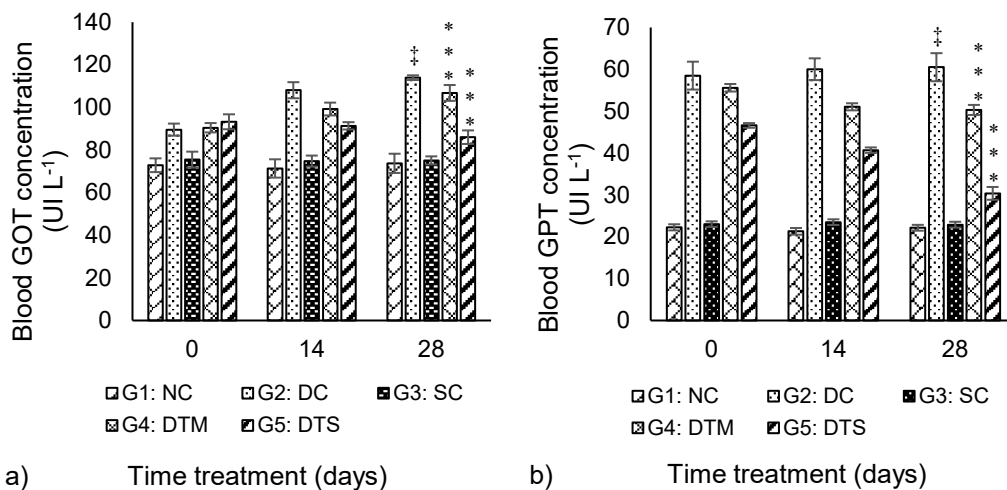 Blood GOT concentration
(UI L-1)
140
120
100
80
60
40
20
0
‡‡
***
***
0 14 28
G1: NC G2: DC G3: SC
G4: DTM G5: DTS
a) Time treatment (days)
Blood GPT concentration
(UI L-1)
70
60
50
40
30
20
10
0
‡‡
***
***
0 14 28
G1: NC G2: DC G3: SC
G4: DTM G5: DTS
b) Time treatment (days)